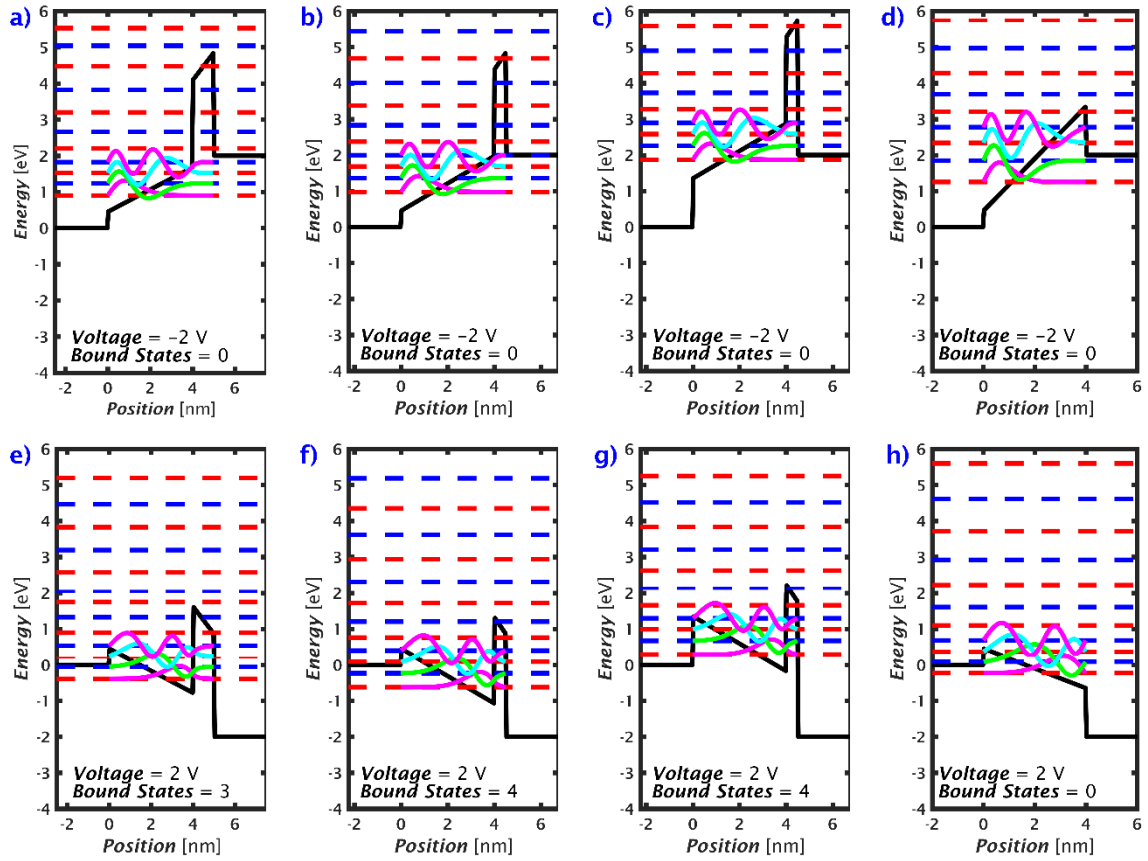 a)
6
5
4
3
2
1
0
-1
-2
-3
-4
Energy [eV]
Voltage = –2 V
Bound States = 0
-2 0 2 4 6
Position [nm]
b)
6
5
4
3
2
1
0
-1
-2
-3
-4
Energy [eV]
Voltage = –2 V
Bound States = 0
-2 0 2 4 6
Position [nm]
c)
6
5
4
3
2
1
0
-1
-2
-3
-4
Energy [eV]
Voltage = –2 V
Bound States = 0
-2 0 2 4 6
Position [nm]
d)
6
5
4
3
2
1
0
-1
-2
-3
-4
Energy [eV]
Voltage = –2 V
Bound States = 0
-2 0 2 4 6
Position [nm]
e)
6
5
4
3
2
1
0
-1
-2
-3
-4
Energy [eV]
Voltage = 2 V
Bound States = 3
-2 0 2 4 6
Position [nm]
f)
6
5
4
3
2
1
0
-1
-2
-3
-4
Energy [eV]
Voltage = 2 V
Bound States = 4
-2 0 2 4 6
Position [nm]
g)
6
5
4
3
2
1
0
-1
-2
-3
-4
Energy [eV]
Voltage = 2 V
Bound States = 4
-2 0 2 4 6
Position [nm]
h)
6
5
4
3
2
1
0
-1
-2
-3
-4
Energy [eV]
Voltage = 2 V
Bound States = 0
-2 0 2 4 6
Position [nm]